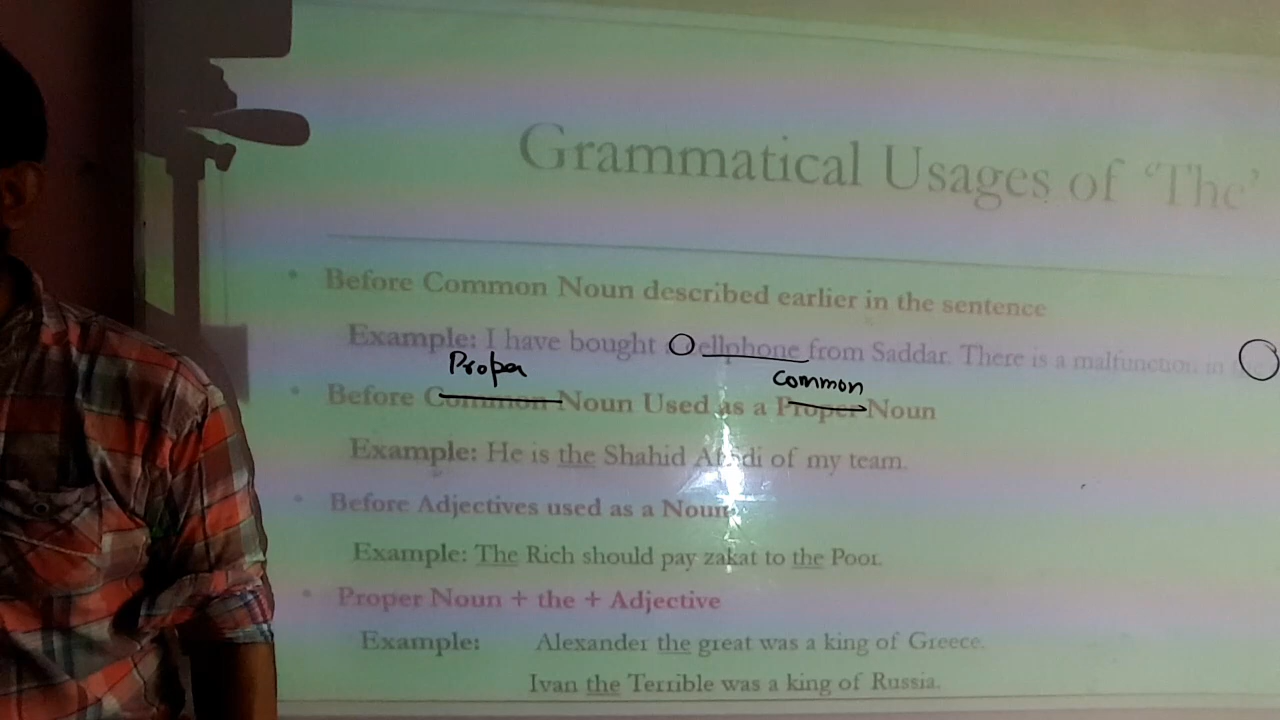 Grammatical Usages of 'The'
• Before Common Noun described earlier in the sentence
Example: I have bought ellphone from Saddar. There is a malfunction in
Proper Common
• Before Common Noun Used as a Proper Noun
Example: He is the Shahid Afridi of my team.
• Before Adjectives used as a Noun
Example: The Rich should pay zakat to the Poor.
• Proper Noun + the + Adjective
Example: Alexander the great was a king of Greece.
Ivan the Terrible was a king of Russia.